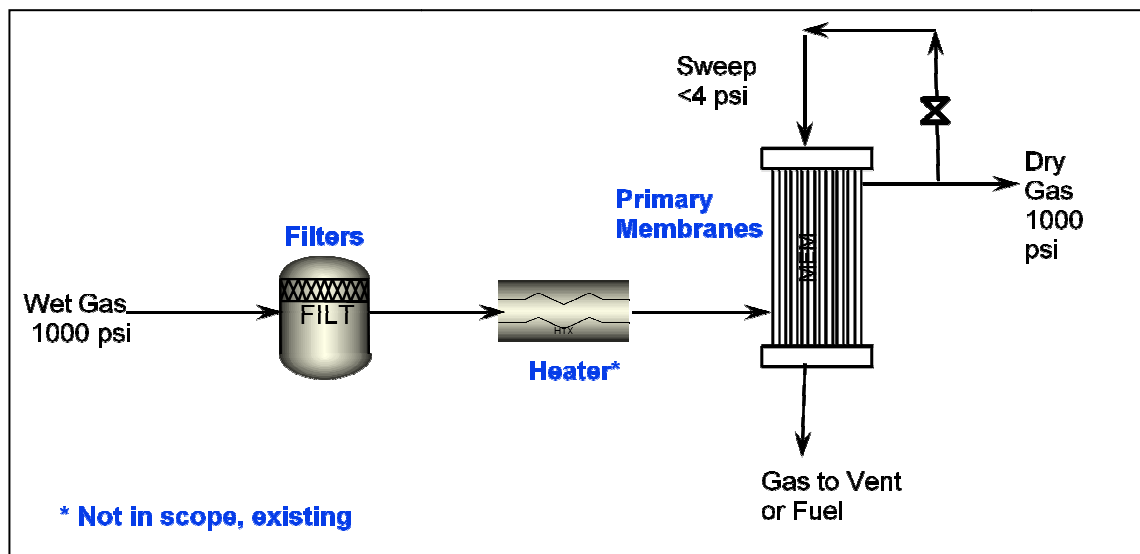 Sweep
<4 psi
Dry
Gas
1000
psi
Primary
Membranes
MEM
Filters
Wet Gas
1000 psi
FILT
HTX
Heater*
Gas to Vent
or Fuel
* Not in scope, existing